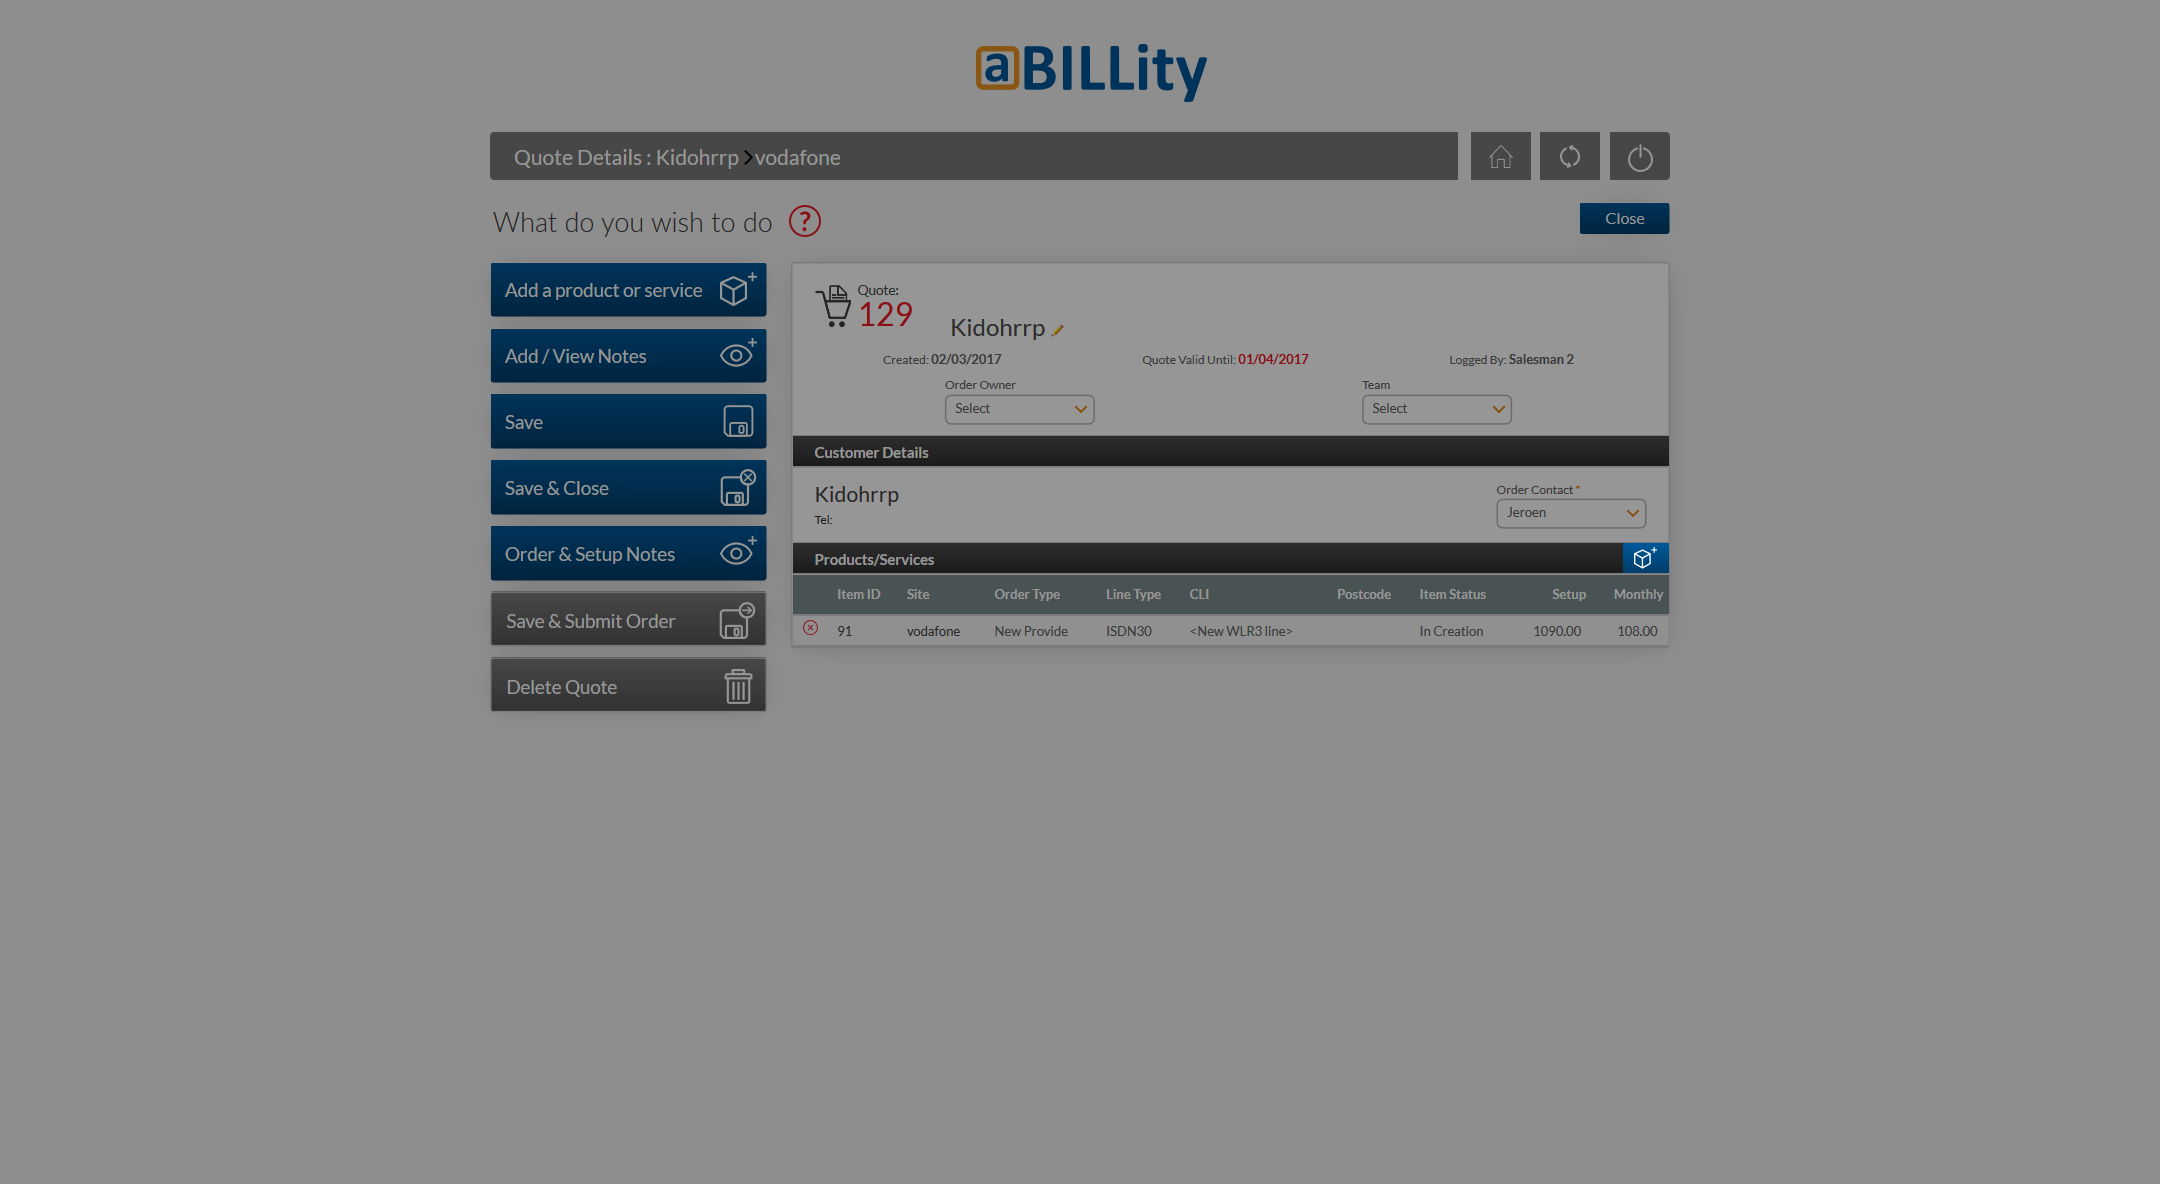 aBILLity
Quote Details : Kidohrrp vodafone
What do you wish to do ?
Close
Add a product or service
Add / View Notes
Save
Save & Close
Order & Setup Notes
Save & Submit Order
Delete Quote
Quote:
129
Kidohrrp
Created: 02/03/2017 Quote Valid Until: 01/04/2017 Logged By: Salesman 2
Order Owner Team
Select Select
Customer Details
Kidohrrp
Tel:
Order Contact *
Jeroen
Products/Services
Item ID Site Order Type Line Type CLI Postcode Item Status Setup Monthly
91 vodafone New Provide ISDN30 <New WLR3 line> In Creation 1090.00 108.00